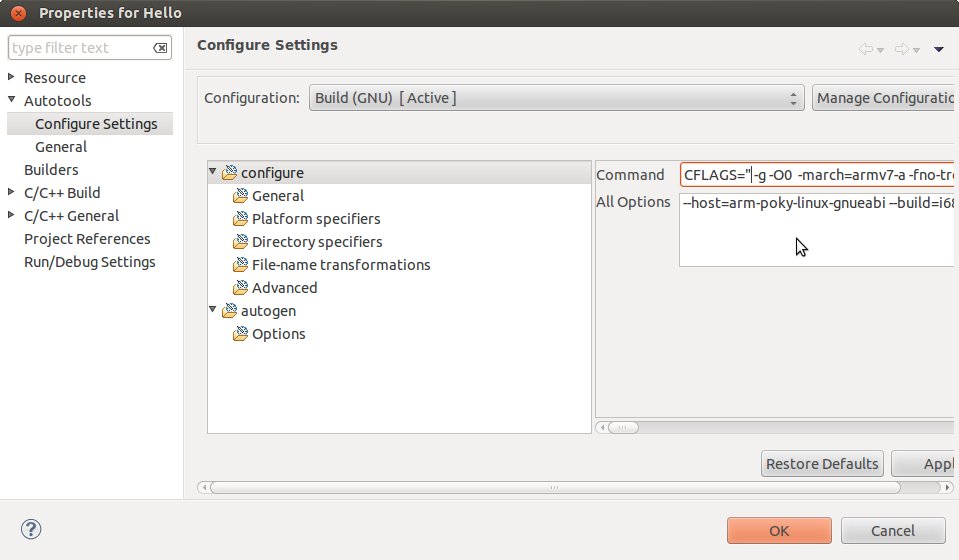 Properties for Hello
type filter text
Resource
Autotools
Configure Settings
General
Builders
C/C++ Build
C/C++ General
Project References
Run/Debug Settings
Configure Settings
Configuration: Build (GNU) [ Active ] Manage Configuratio
configure
General
Platform specifiers
Directory specifiers
File-name transformations
Advanced
autogen
Options
Command CFLAGS="-g -O0 -march=armv7-a -fno-tre
All Options --host=arm-poky-linux-gnueabi --build=i68
Restore Defaults Appl
OK Cancel